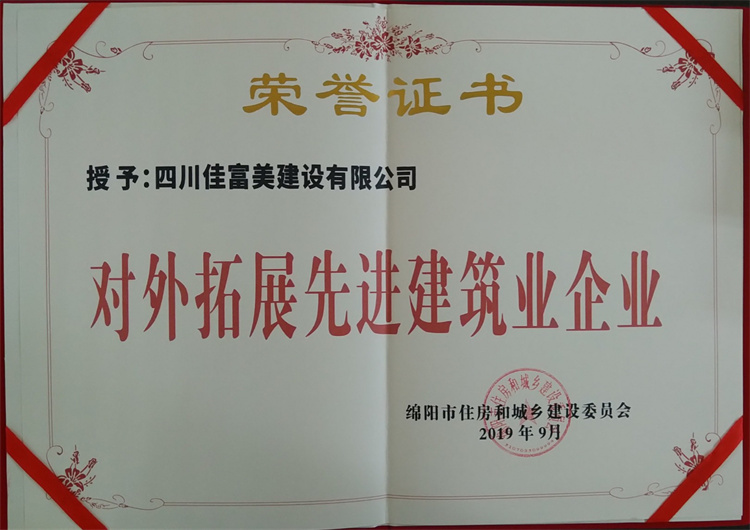 荣誉证书
授予:四川佳富美建设有限公司
对外拓展先进建筑业企业
绵阳市住房和城乡建设委员会
2019年9月